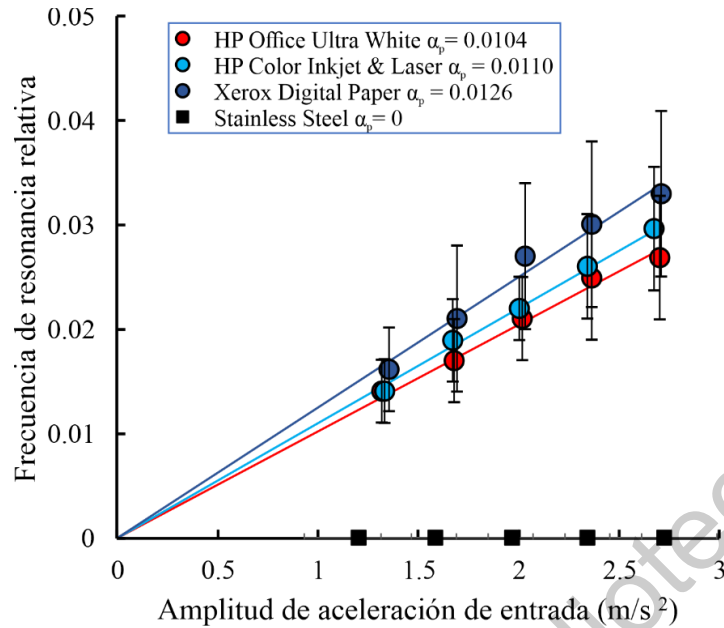 0.05
0.04
0.03
0.02
0.01
0
Frecuencia de resonancia relativa
HP Office Ultra White αp= 0.0104
HP Color Inkjet & Laser αp = 0.0110
Xerox Digital Paper αp = 0.0126
Stainless Steel αp= 0
0 0.5 1 1.5 2 2.5 3
Amplitud de aceleración de entrada (m/s ²)